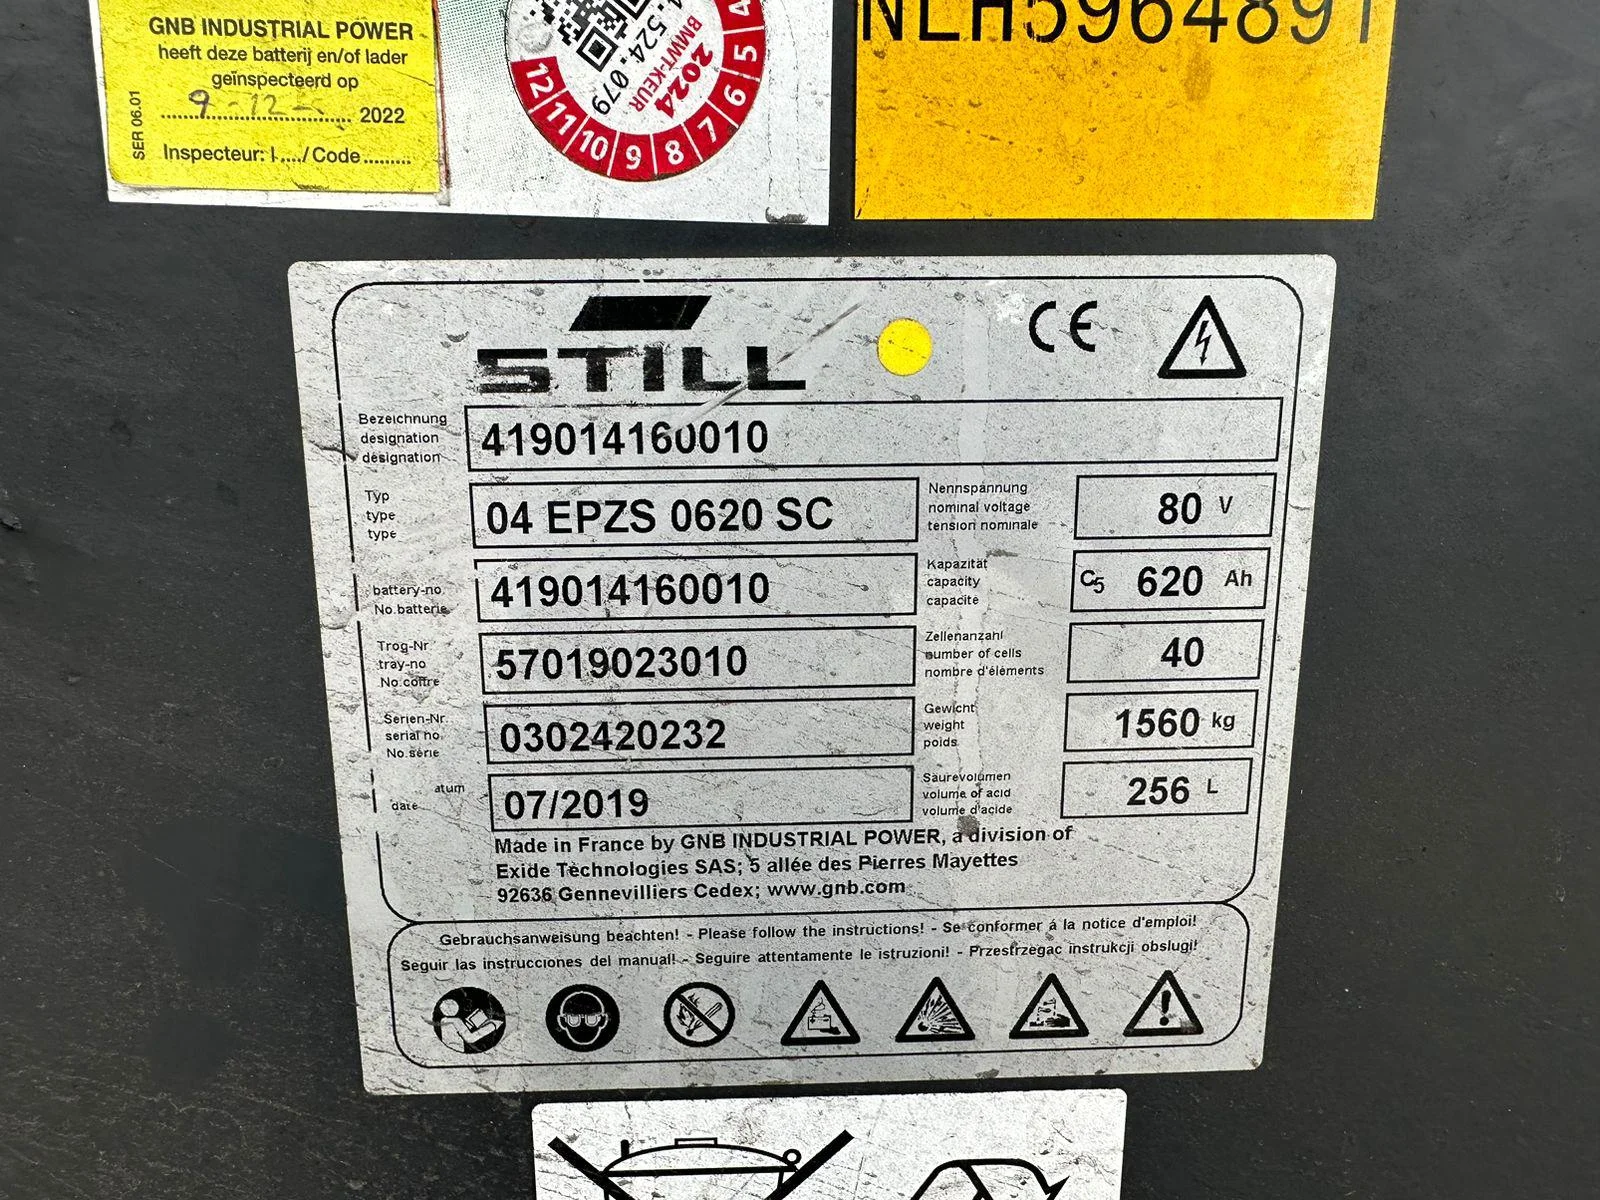 GNB INDUSTRIAL POWER
heeft deze batterij en/of lader
geïnspecteerd op
9-12- 2022
Inspecteur: I..../Code.........
SER 06.01
.524.079
BMWT-KEUR
2024
4 5 6 7 8 9 10 11 12
NLH5964891
STILL
CE
Bezeichnung
designation
désignation
419014160010
Typ
type
type
04 EPZS 0620 SC
Nennspannung
nominal voltage
tension nominale
80 V
battery-no.
No.batterie
419014160010
Kapazität
capacity
capacité
C5 620 Ah
Trog-Nr
tray-no
No.coffre
57019023010
Zellenanzahl
number of cells
nombre d'éléments
40
Serien-Nr.
serial no.
No.série
0302420232
Gewicht
weight
poids
1560 kg
atum
date
07/2019
Säurevolumen
volume of acid
volume d'acide
256 L
Made in France by GNB INDUSTRIAL POWER, a division of
Exide Technologies SAS; 5 allée des Pierres Mayettes
92636 Gennevilliers Cedex; www.gnb.com
Gebrauchsanweisung beachten! - Please follow the instructions! - Se conformer á la notice d'emploi!
Seguir las instrucciones del manual! - Seguire attentamente le istruzioni! - Przestrzegac instrukcji obslugi!